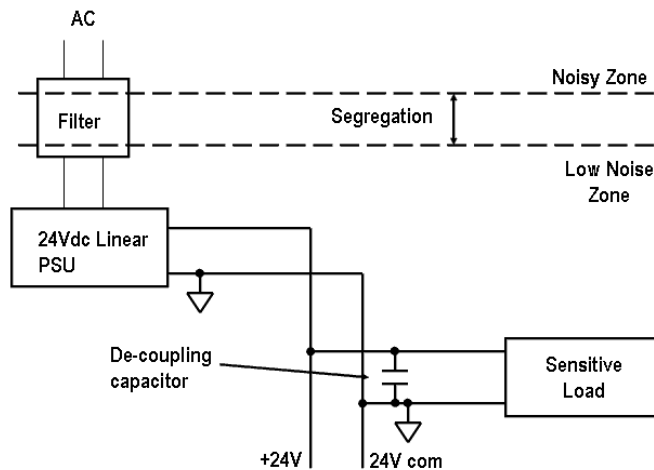 AC
Noisy Zone
Filter
Segregation
Low Noise
Zone
24Vdc Linear
PSU
De-coupling
capacitor
Sensitive
Load
+24V
24V com